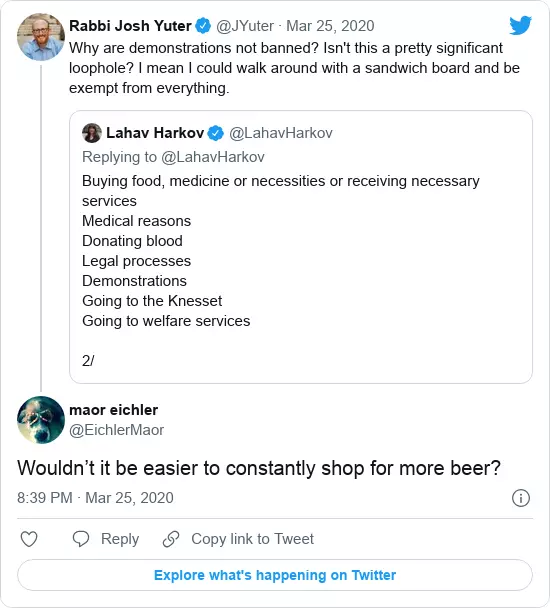 Rabbi Josh Yuter @JYuter · Mar 25, 2020
Why are demonstrations not banned? Isn't this a pretty significant
loophole? I mean I could walk around with a sandwich board and be
exempt from everything.
Lahav Harkov @LahavHarkov
Replying to @LahavHarkov
Buying food, medicine or necessities or receiving necessary
services
Medical reasons
Donating blood
Legal processes
Demonstrations
Going to the Knesset
Going to welfare services
2/
maor eichler
@EichlerMaor
Wouldn’t it be easier to constantly shop for more beer?
8:39 PM · Mar 25, 2020
Reply Copy link to Tweet
Explore what's happening on Twitter